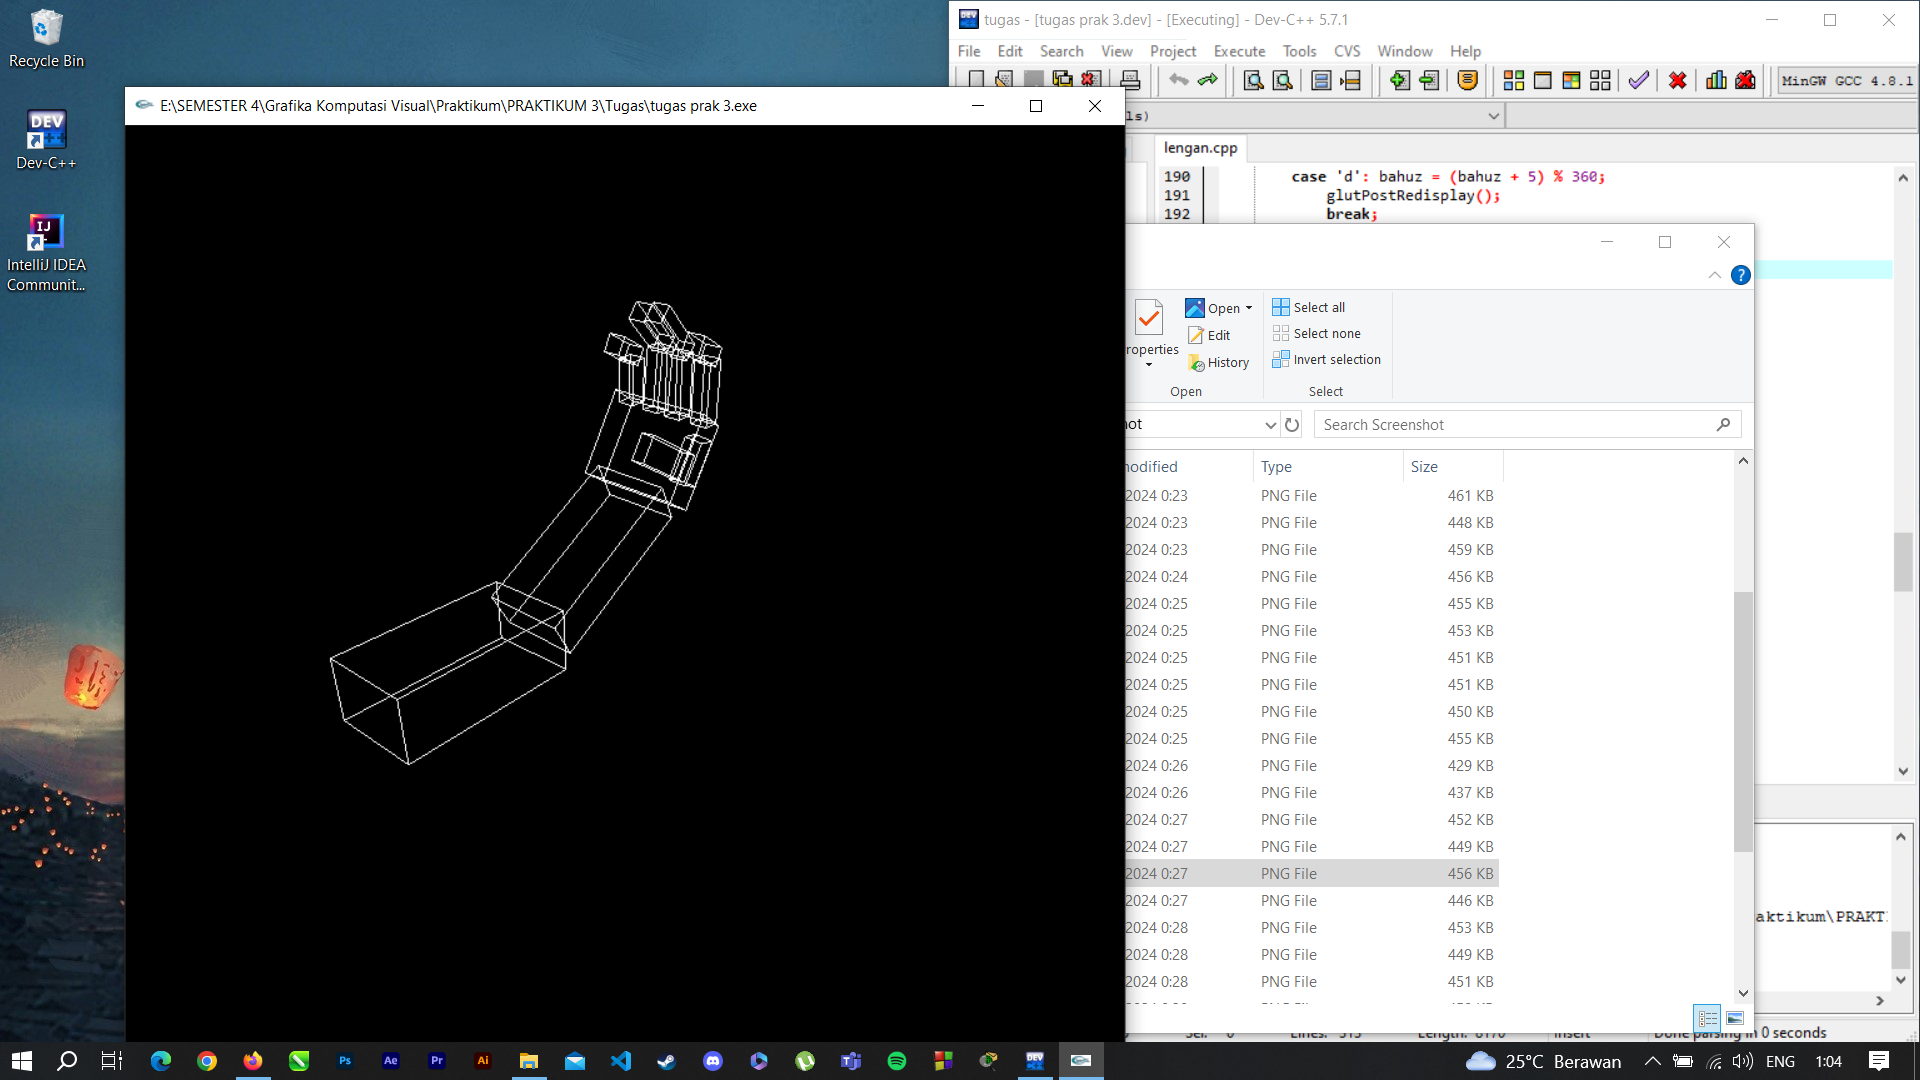 Recycle Bin
Dev-C++
IntelliJ IDEA
Communit...
tugas - [tugas prak 3.dev] - [Executing] - Dev-C++ 5.7.1
File Edit Search View Project Execute Tools CVS Window Help
MinGW GCC 4.8.1
ls)
lengan.cpp
190 case 'd': bahuz = (bahuz + 5) % 360;
191 glutPostRedisplay();
192 break;
E:\SEMESTER 4\Grafika Komputasi Visual\Praktikum\PRAKTIKUM 3\Tugas\tugas prak 3.exe
roperties
Open
Edit
History
Open
Select all
Select none
Invert selection
Select
hot
Search Screenshot
modified Type Size
2024 0:23 PNG File 461 KB
2024 0:23 PNG File 448 KB
2024 0:23 PNG File 459 KB
2024 0:24 PNG File 456 KB
2024 0:25 PNG File 455 KB
2024 0:25 PNG File 453 KB
2024 0:25 PNG File 451 KB
2024 0:25 PNG File 451 KB
2024 0:25 PNG File 450 KB
2024 0:25 PNG File 455 KB
2024 0:26 PNG File 429 KB
2024 0:26 PNG File 437 KB
2024 0:27 PNG File 452 KB
2024 0:27 PNG File 449 KB
2024 0:27 PNG File 456 KB
2024 0:27 PNG File 446 KB
2024 0:28 PNG File 453 KB
2024 0:28 PNG File 449 KB
2024 0:28 PNG File 451 KB
aktikum\PRAKT
Done parsing in 0 seconds
25°C Berawan
ENG
1:04